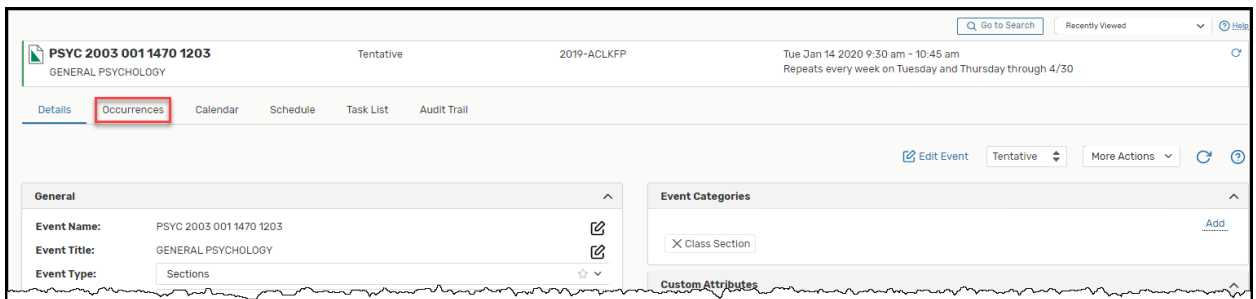 Go to Search Recently Viewed Help
PSYC 2003 001 1470 1203 Tentative 2019-ACLKFP Tue Jan 14 2020 9:30 am - 10:45 am
GENERAL PSYCHOLOGY Repeats every week on Tuesday and Thursday through 4/30
Details Occurrences Calendar Schedule Task List Audit Trail
Edit Event Tentative More Actions
General Event Categories
Event Name: PSYC 2003 001 1470 1203 Add
Event Title: GENERAL PSYCHOLOGY Class Section
Event Type: Sections
Custom Attributes